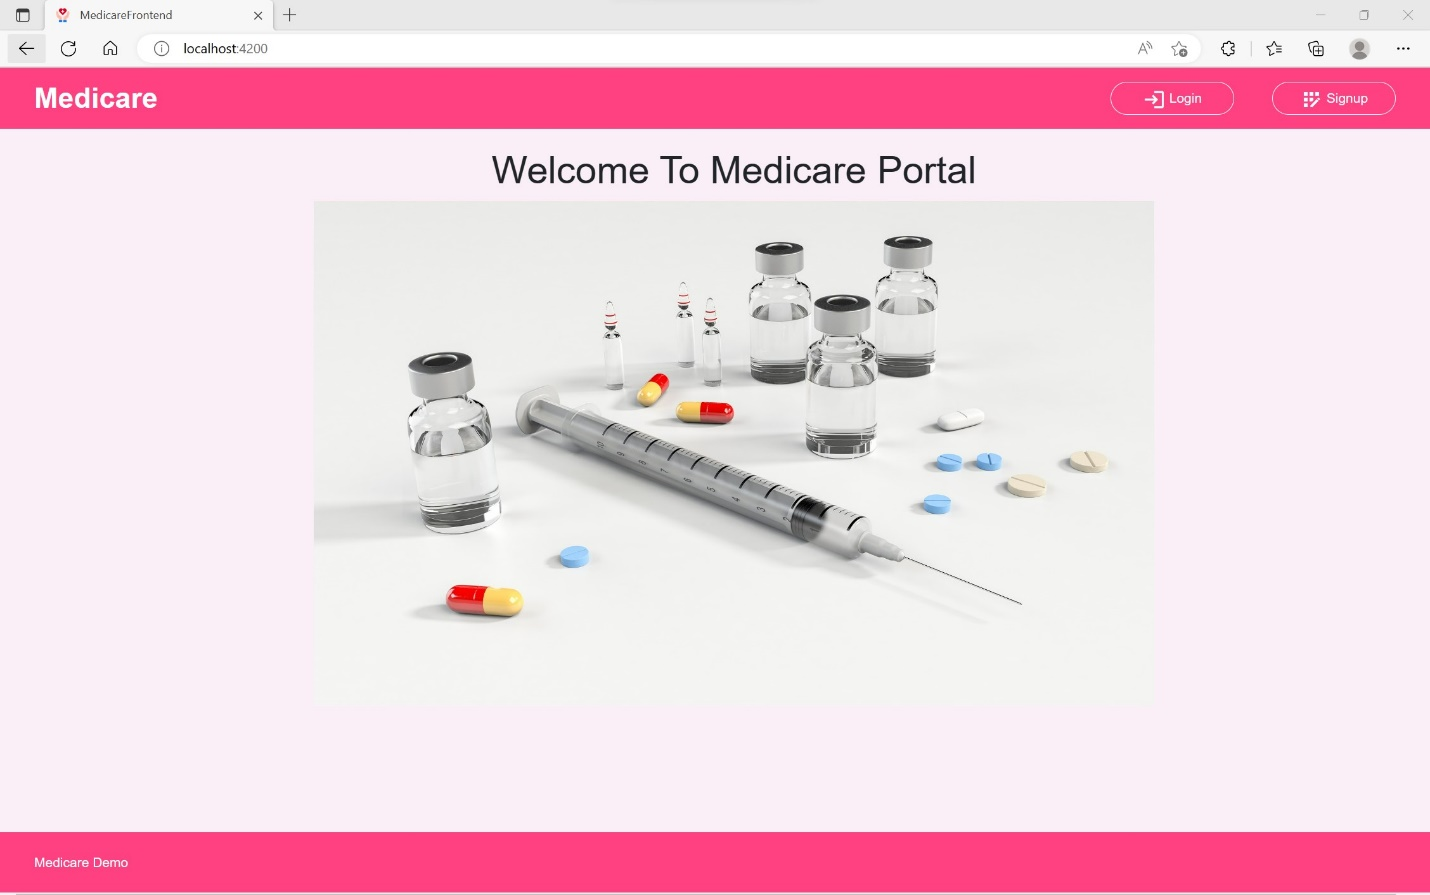 MedicareFrontend
localhost:4200
Medicare
Login
Signup
Welcome To Medicare Portal
Medicare Demo